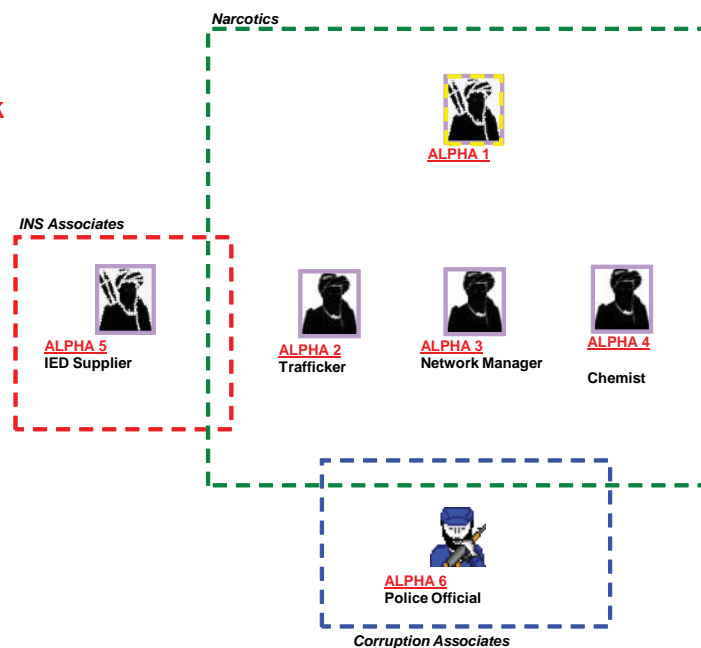 Narcotics
k
ALPHA 1
INS Associates
ALPHA 5
IED Supplier
ALPHA 2
Trafficker
ALPHA 3
Network Manager
ALPHA 4
Chemist
ALPHA 6
Police Official
Corruption Associates